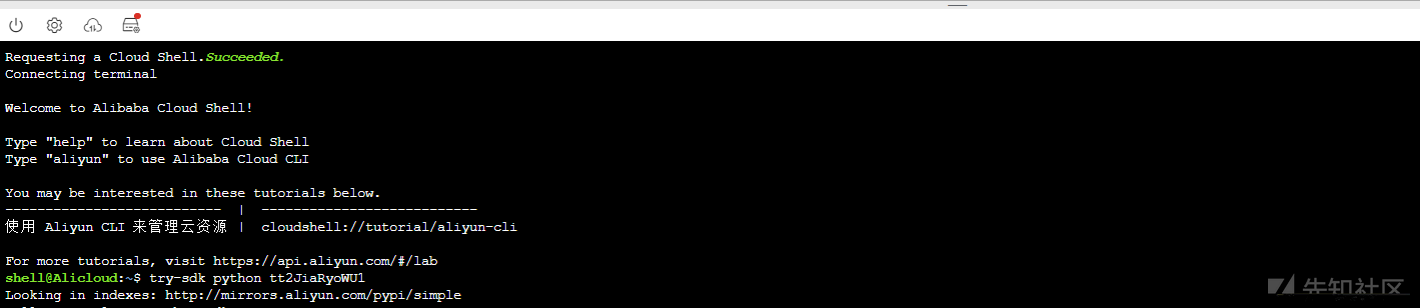 Requesting a Cloud Shell.Succeeded.
Connecting terminal
Welcome to Alibaba Cloud Shell!
Type "help" to learn about Cloud Shell
Type "aliyun" to use Alibaba Cloud CLI
You may be interested in these tutorials below.
--------------------------- | ---------------------------
使用 Aliyun CLI 来管理云资源 | cloudshell://tutorial/aliyun-cli
For more tutorials, visit https://api.aliyun.com/#/lab
shell@Alicloud:~$ try-sdk python tt2JiaRyoWU1
Looking in indexes: http://mirrors.aliyun.com/pypi/simple
先知社区